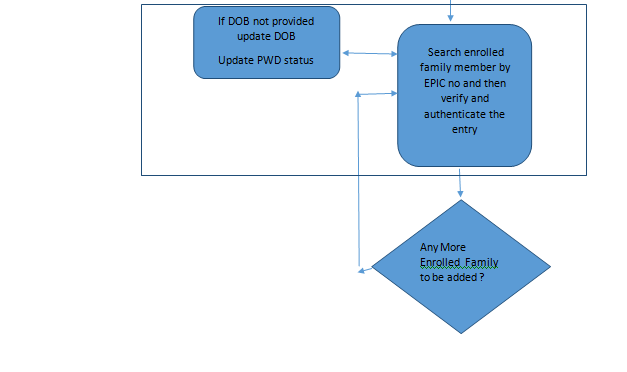 If DOB not provided
update DOB
Update PWD status
Search enrolled
family member by
EPIC no and then
verify and
authenticate the
entry
Any More
Enrolled Family
to be added ?